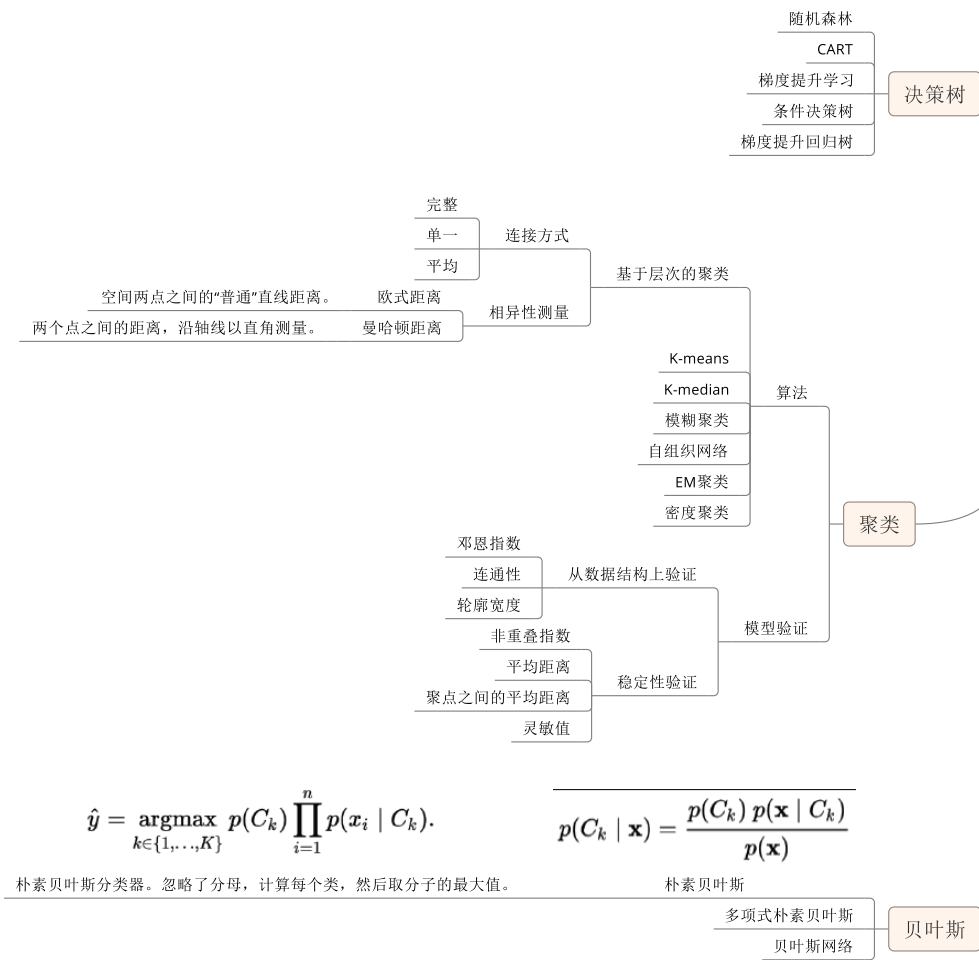 随机森林
CART
梯度提升学习
条件决策树
梯度提升回归树
决策树
完整
单一
平均
连接方式
空间两点之间的“普通”直线距离。
欧式距离
两个点之间的距离，沿轴线以直角测量。
曼哈顿距离
相异性测量
基于层次的聚类
K-means
K-median
模糊聚类
自组织网络
EM聚类
密度聚类
算法
聚类
邓恩指数
连通性
轮廓宽度
从数据结构上验证
非重叠指数
平均距离
聚点之间的平均距离
灵敏值
稳定性验证
模型验证
ŷ = argmax_{k∈{1,…,K}} p(C_k) ∏_{i=1}^{n} p(x_i | C_k).
p(C_k | x) = p(C_k) p(x | C_k) / p(x)
朴素贝叶斯分类器。忽略了分母，计算每个类，然后取分子的最大值。
朴素贝叶斯
多项式朴素贝叶斯
贝叶斯网络
贝叶斯